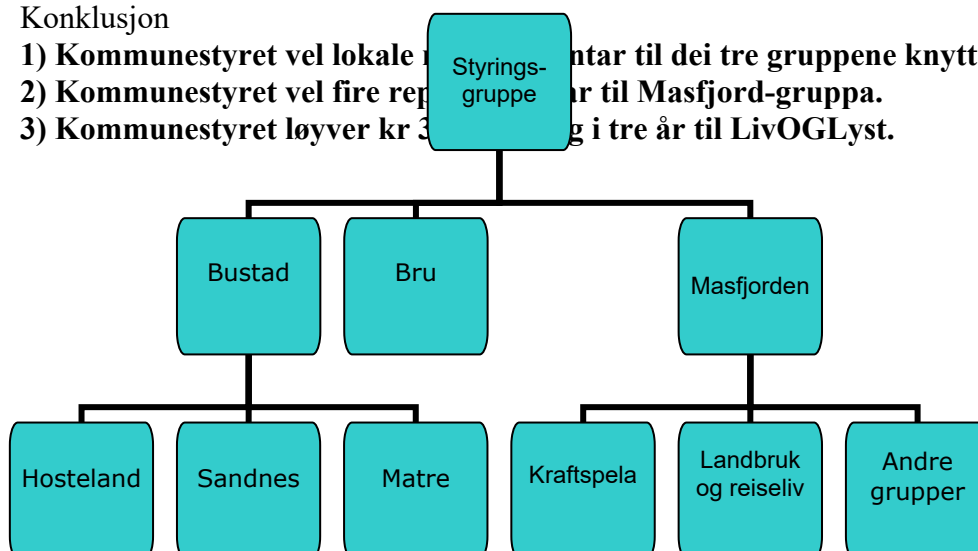 Konklusjon
1) Kommunestyret vel lokale ntar til dei tre gruppene knytt
2) Kommunestyret vel fire rep r til Masfjord-gruppa.
3) Kommunestyret løyver kr 3 g i tre år til LivOGLyst.
Styrings-
gruppe
Bustad
Bru
Masfjorden
Hosteland
Sandnes
Matre
Kraftspela
Landbruk
og reiseliv
Andre
grupper